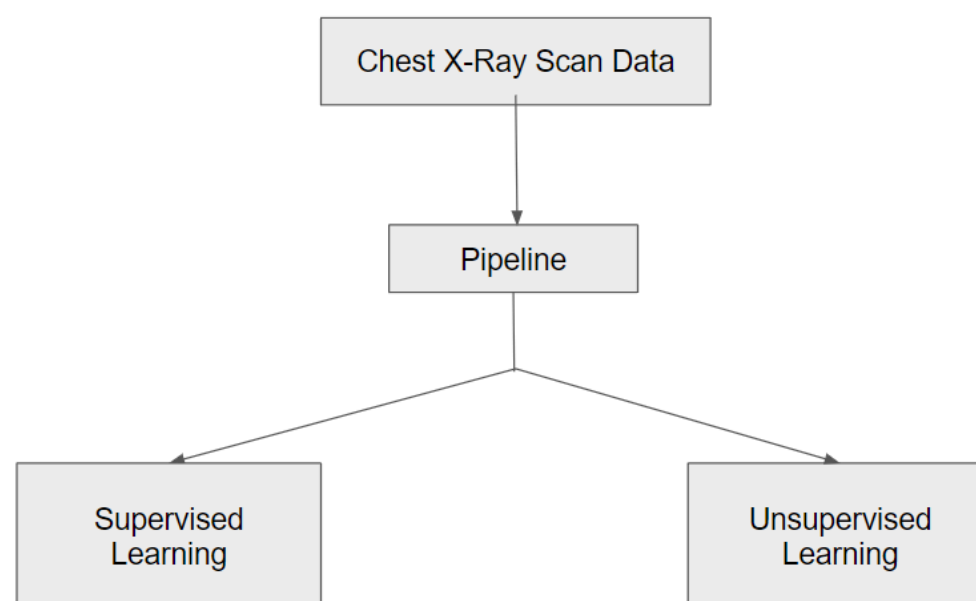 Chest X-Ray Scan Data
Pipeline
Supervised
Learning
Unsupervised
Learning